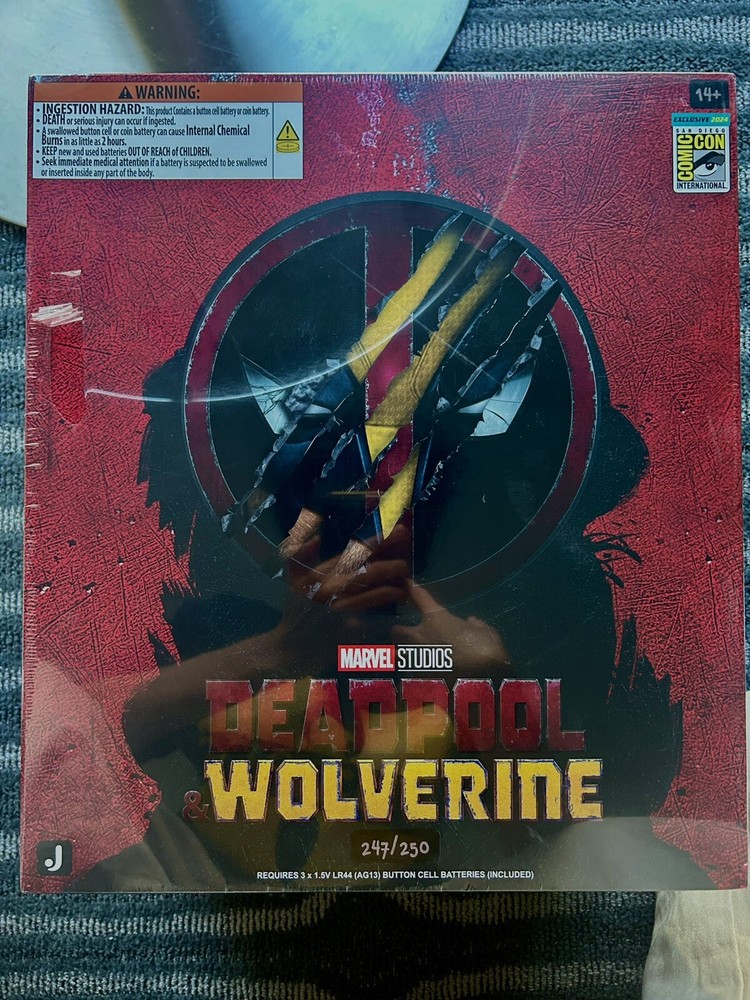 WARNING:
• INGESTION HAZARD: This product Contains a button cell battery or coin battery.
• DEATH or serious injury can occur if ingested.
• A swallowed button cell or coin battery can cause Internal Chemical
Burns in as little as 2 hours.
• KEEP new and used batteries OUT OF REACH of CHILDREN.
• Seek immediate medical attention if a battery is suspected to be swallowed
or inserted inside any part of the body.
14+
EXCLUSIVE 2024
SAN DIEGO
COMIC
CON
INTERNATIONAL®
MARVEL STUDIOS
DEADPOOL
& WOLVERINE
247/250
J
REQUIRES 3 x 1.5V LR44 (AG13) BUTTON CELL BATTERIES (INCLUDED)